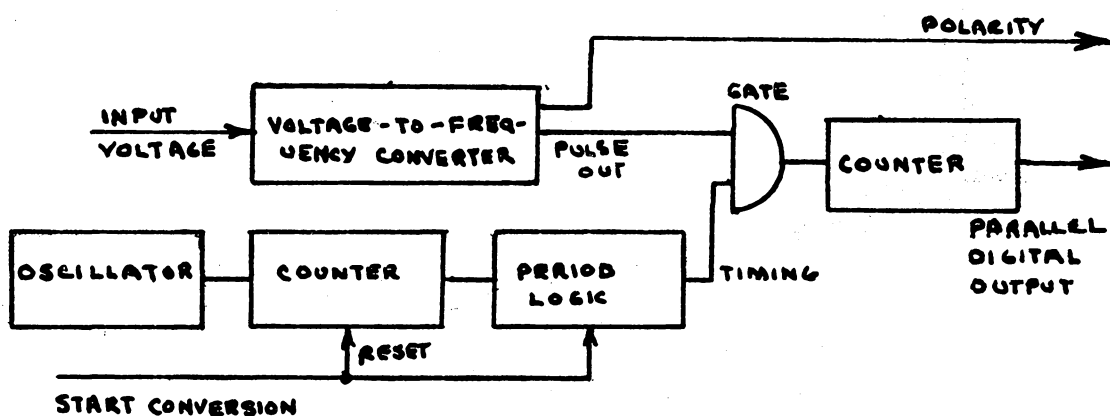 POLARITY
GATE
INPUT
VOLTAGE
VOLTAGE-TO-FREQ-
UENCY CONVERTER
PULSE
OUT
COUNTER
PARALLEL
DIGITAL
OUTPUT
OSCILLATOR
COUNTER
PERIOD
LOGIC
TIMING
RESET
START CONVERSION